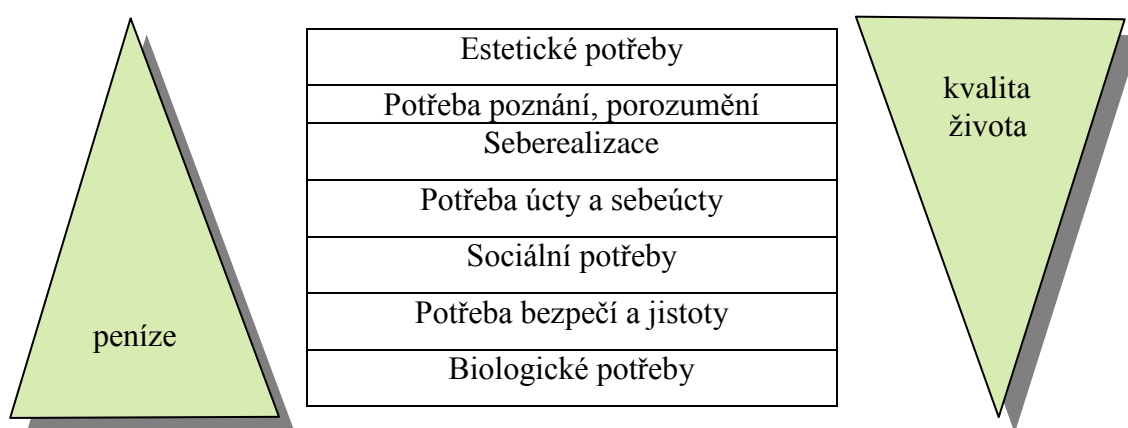 Estetické potřeby
Potřeba poznání, porozumění
Seberealizace
Potřeba úcty a sebeúcty
Sociální potřeby
Potřeba bezpečí a jistoty
Biologické potřeby
peníze
kvalita
života